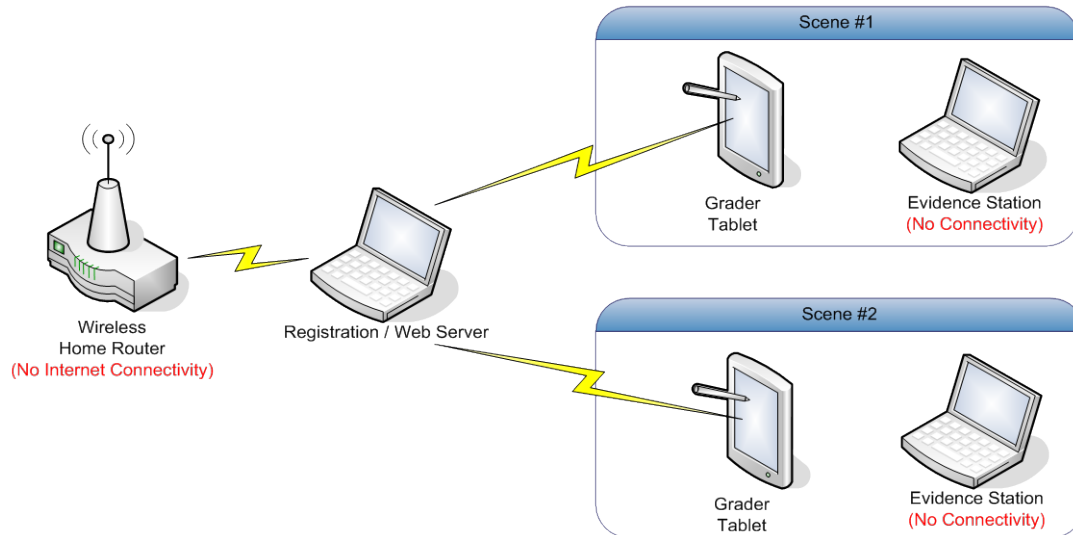 Scene #1
Grader
Tablet
Evidence Station
(No Connectivity)
Wireless
Home Router
(No Internet Connectivity)
Registration / Web Server
Scene #2
Grader
Tablet
Evidence Station
(No Connectivity)